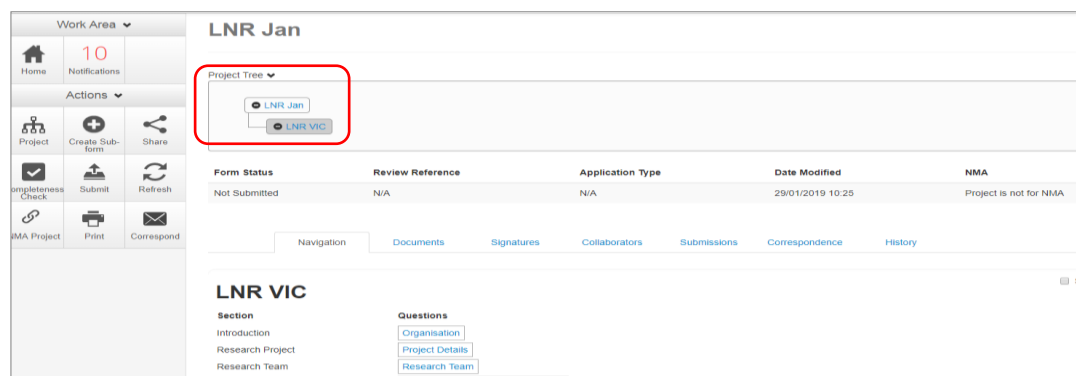 Work Area
LNR Jan
10
Home
Notifications
Project Tree
Actions
LNR Jan
LNR VIC
Project
Create Sub-form
Share
Form Status Review Reference Application Type Date Modified NMA
Not Submitted N/A N/A 29/01/2019 10:25 Project is not for NMA
ompleteness Check
Submit
Refresh
MA Project
Print
Correspond
Navigation Documents Signatures Collaborators Submissions Correspondence History
LNR VIC
Section Questions
Introduction Organisation
Research Project Project Details
Research Team Research Team